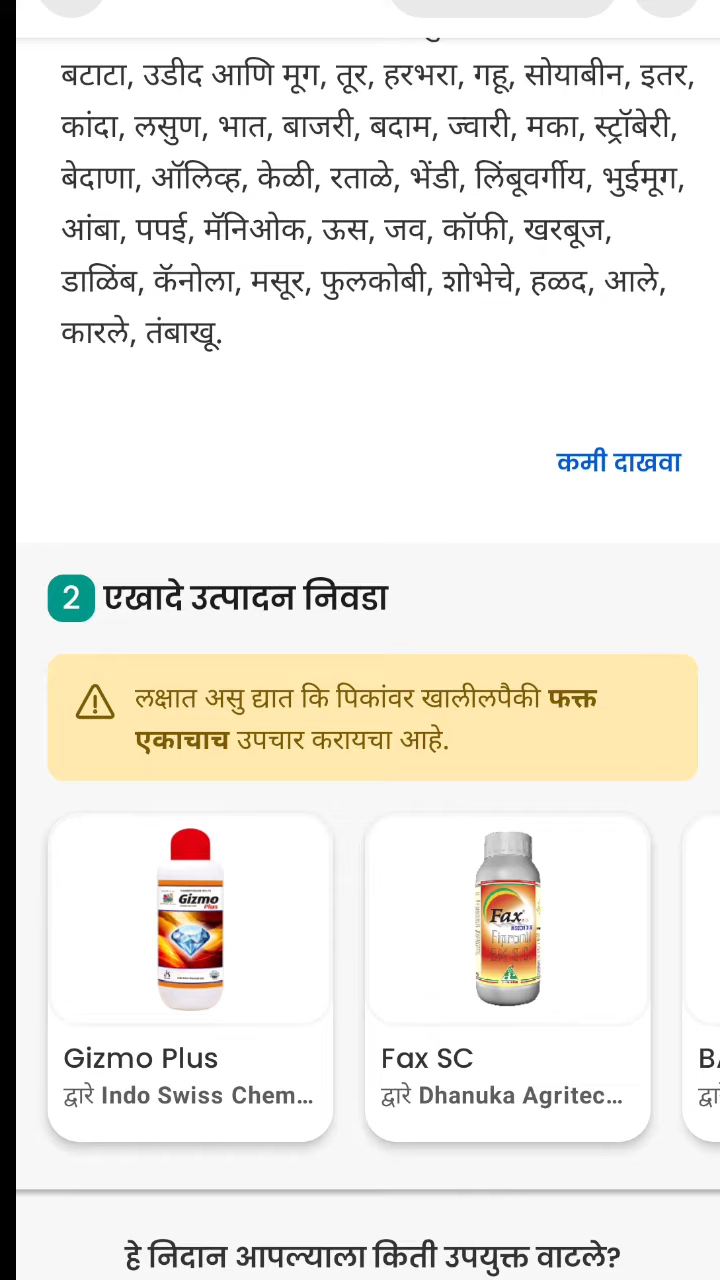 बटाटा, उडीद आणि मूग, तूर, हरभरा, गहू, सोयाबीन, इतर,
कांदा, लसुण, भात, बाजरी, बदाम, ज्वारी, मका, स्ट्रॉबेरी,
बेदाणा, ऑलिव्ह, केळी, रताळे, भेंडी, लिंबूवर्गीय, भुईमूग,
आंबा, पपई, मॅनिओक, ऊस, जव, कॉफी, खरबूज,
डाळिंब, कॅनोला, मसूर, फुलकोबी, शोभेचे, हळद, आले,
कारले, तंबाखू.
कमी दाखवा
2 एखादे उत्पादन निवडा
लक्षात असु द्यात कि पिकांवर खालीलपैकी फक्त
एकाचाच उपचार करायचा आहे.
Gizmo
Plus
Fax
Fipronil
Gizmo Plus
द्वारे Indo Swiss Chem...
Fax SC
द्वारे Dhanuka Agritec...
हे निदान आपल्याला किती उपयुक्त वाटले?